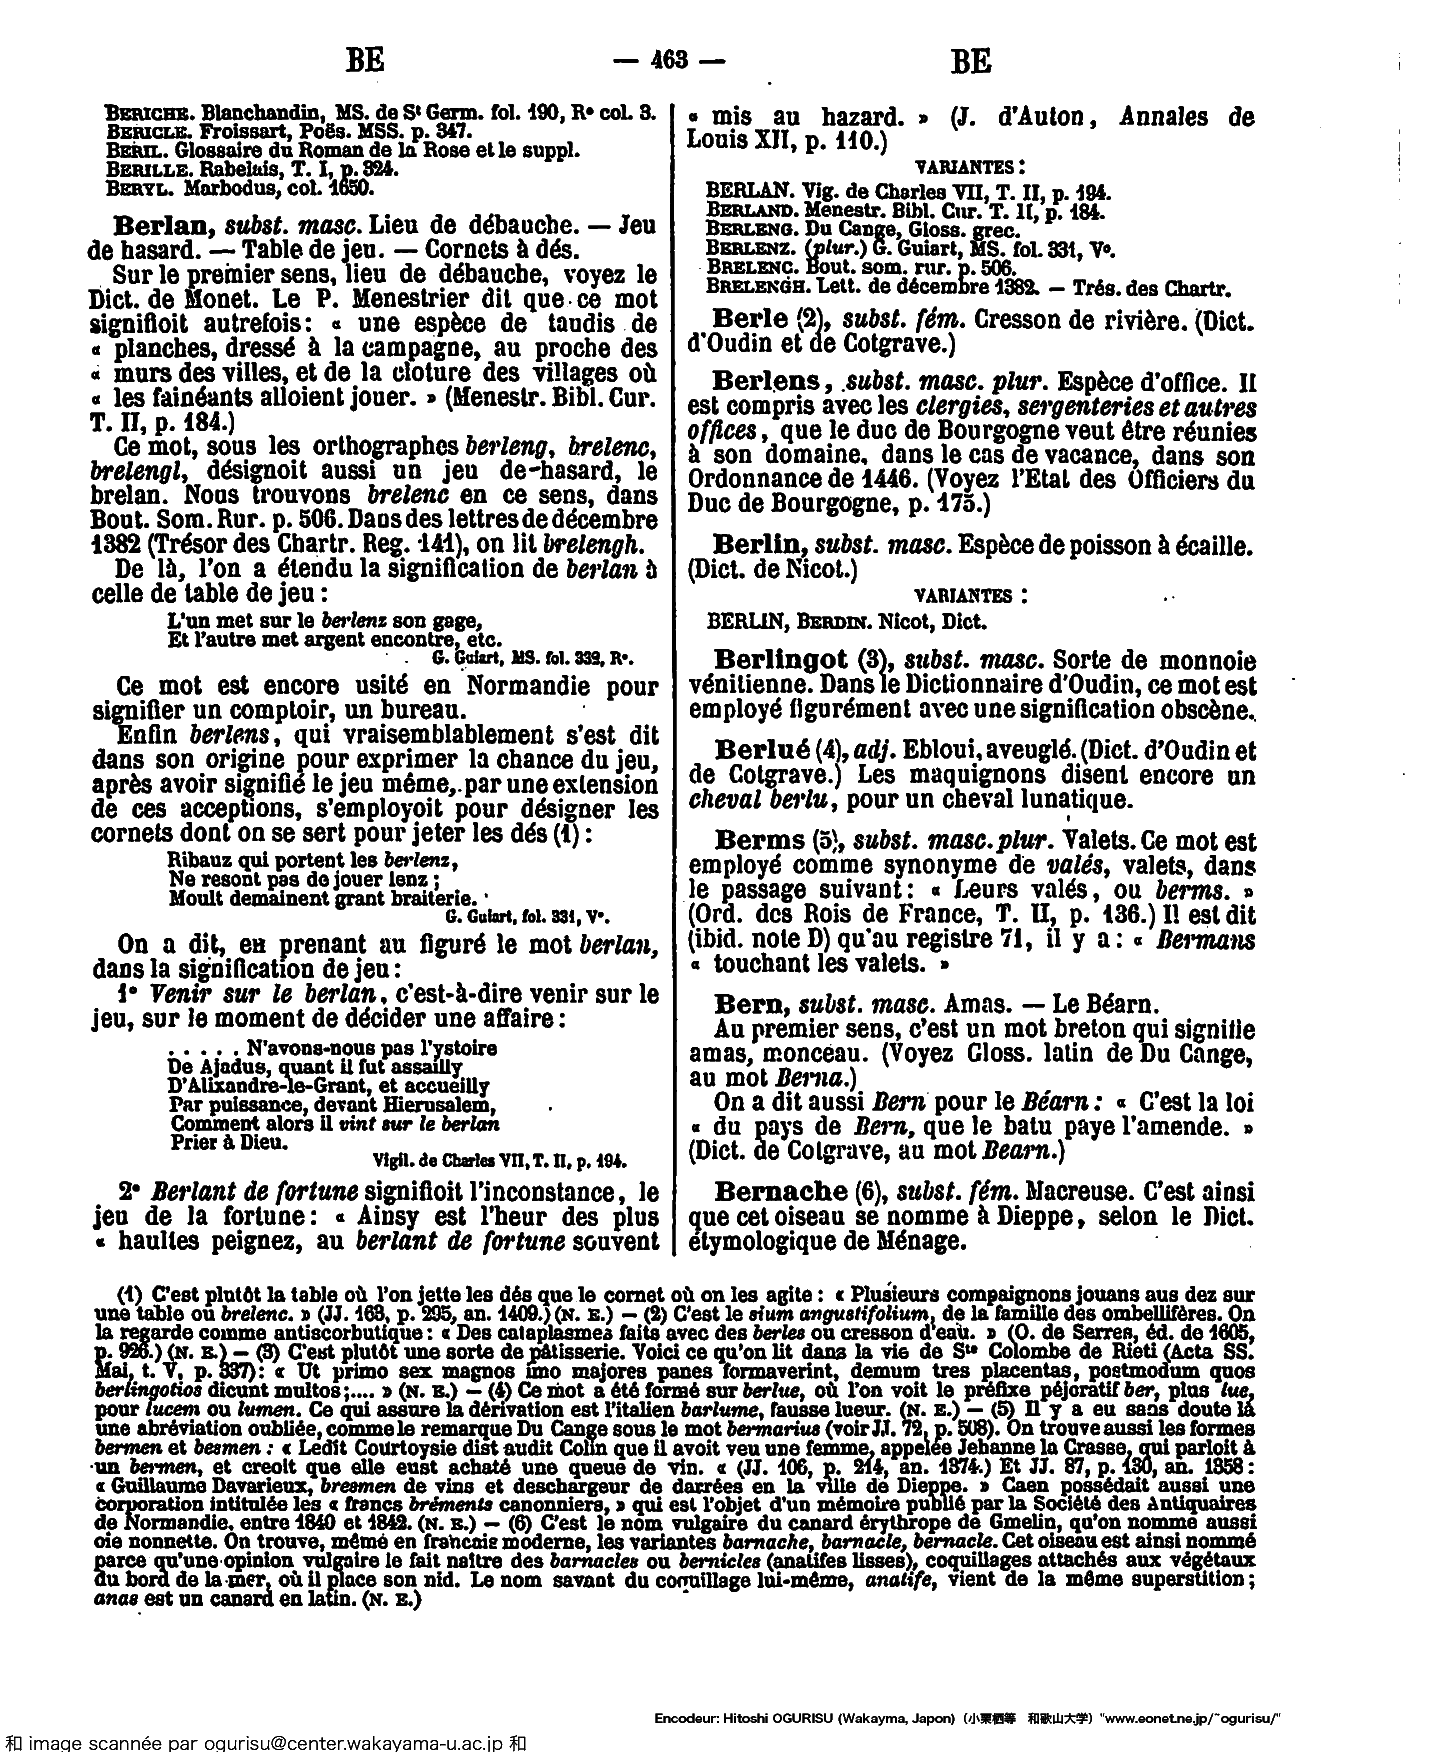 BE — 463 — BE
BERICHE. Blanchandin, MS. de St Germ. fol. 190, R° col. 3.
BERICLE. Froissart, Poës. MSS. p. 347.
BERIL. Glossaire du Roman de la Rose et le suppl.
BERILLE. Rabelais, T. I, p. 324.
BERYL. Marbodus, col. 1650.
Berlan, subst. masc. Lieu de débauche. — Jeu
de hasard. — Table de jeu. — Cornets à dés.
Sur le premier sens, lieu de débauche, voyez le
Dict. de Monet. Le P. Menestrier dit que ce mot
signifioit autrefois : « une espèce de taudis de
« planches, dressé à la campagne, au proche des
« murs des villes, et de la cloture des villages où
« les fainéants alloient jouer. » (Menestr. Bibl. Cur.
T. II, p. 184.)
Ce mot, sous les orthographes berleng, brelenc,
brelengl, désignoit aussi un jeu de-hasard, le
brelan. Nous trouvons brelenc en ce sens, dans
Bout. Som. Rur. p. 506. Dans des lettres de décembre
1382 (Trésor des Chartr. Reg. 141), on lit brelengh.
De là, l'on a étendu la signification de berlan à
celle de table de jeu :
L'un met sur le berlenz son gage,
Et l'autre met argent encontre, etc.
G. Guiart, MS. fol. 332, R°.
Ce mot est encore usité en Normandie pour
signifier un comptoir, un bureau.
Enfin berlens, qui vraisemblablement s'est dit
dans son origine pour exprimer la chance du jeu,
après avoir signifié le jeu même, par une extension
de ces acceptions, s'employoit pour désigner les
cornets dont on se sert pour jeter les dés (1) :
Ribauz qui portent les berlenz,
Ne resont pas de jouer lenz ;
Moult demainent grant braiterie.
G. Guiart, fol. 331, V°.
On a dit, en prenant au figuré le mot berlan,
dans la signification de jeu :
1° Venir sur le berlan, c'est-à-dire venir sur le
jeu, sur le moment de décider une affaire :
. . . . . N'avons-nous pas l'ystoire
De Ajadus, quant il fut assailly
D'Alixandre-le-Grant, et accueilly
Par puissance, devant Hierusalem,
Comment alors il vint sur le berlan
Prier à Dieu.
Vigil. de Charles VII, T. II, p. 194.
2° Berlant de fortune signifioit l'inconstance, le
jeu de la fortune : « Ainsy est l'heur des plus
« haultes peignez, au berlant de fortune souvent
« mis au hazard. » (J. d'Auton, Annales de
Louis XII, p. 110.)
VARIANTES :
BERLAN. Vig. de Charles VII, T. II, p. 194.
BERLAND. Menestr. Bibl. Cur. T. II, p. 184.
BERLENG. Du Cange, Gloss. grec.
BERLENZ. (plur.) G. Guiart, MS. fol. 331, V°.
BRELENC. Bout. som. rur. p. 506.
BRELENGH. Lett. de décembre 1382. — Trés. des Chartr.
Berle (2), subst. fém. Cresson de rivière. (Dict.
d'Oudin et de Cotgrave.)
Berlens, subst. masc. plur. Espèce d'office. Il
est compris avec les clergies, sergenteries et autres
offices, que le duc de Bourgogne veut être réunies
à son domaine, dans le cas de vacance, dans son
Ordonnance de 1446. (Voyez l'Etat des Officiers du
Duc de Bourgogne, p. 175.)
Berlin, subst. masc. Espèce de poisson à écaille.
(Dict. de Nicot.)
VARIANTES :
BERLIN, BERDIN. Nicot, Dict.
Berlingot (3), subst. masc. Sorte de monnoie
vénitienne. Dans le Dictionnaire d'Oudin, ce mot est
employé figurément avec une signification obscène.
Berlué (4), adj. Ebloui, aveuglé. (Dict. d'Oudin et
de Cotgrave.) Les maquignons disent encore un
cheval berlu, pour un cheval lunatique.
Berms (5), subst. masc. plur. Valets. Ce mot est
employé comme synonyme de valés, valets, dans
le passage suivant : « Leurs valés, ou berms. »
(Ord. des Rois de France, T. II, p. 136.) Il est dit
(ibid. note D) qu'au registre 71, il y a : « Bermans
« touchant les valets. »
Bern, subst. masc. Amas. — Le Béarn.
Au premier sens, c'est un mot breton qui signifie
amas, monceau. (Voyez Gloss. latin de Du Cange,
au mot Berna.)
On a dit aussi Bern pour le Béarn : « C'est la loi
« du pays de Bern, que le batu paye l'amende. »
(Dict. de Cotgrave, au mot Bearn.)
Bernache (6), subst. fém. Macreuse. C'est ainsi
que cet oiseau se nomme à Dieppe, selon le Dict.
étymologique de Ménage.
(1) C'est plutôt la table où l'on jette les dés que le cornet où on les agite : « Plusieurs compaignons jouans aus dez sur
une table ou brelenc. » (JJ. 163, p. 295, an. 1409.) (N. E.) — (2) C'est le sium angustifolium, de la famille des ombellifères. On
la regarde comme antiscorbutique : « Des cataplasmes faits avec des berles ou cresson d'eau. » (O. de Serres, éd. de 1605,
p. 926.) (N. E.) — (3) C'est plutôt une sorte de pâtisserie. Voici ce qu'on lit dans la vie de Ste Colombe de Rieti (Acta SS.
Mai, t. V, p. 337) : « Ut primo sex magnos imo majores panes formaverint, demum tres placentas, postmodum quos
berlingotios dicunt multos ;.... » (N. E.) — (4) Ce mot a été formé sur berlue, où l'on voit le préfixe péjoratif ber, plus lue,
pour lucem ou lumen. Ce qui assure la dérivation est l'italien barlume, fausse lueur. (N. E.) — (5) Il y a eu sans doute là
une abréviation oubliée, comme le remarque Du Cange sous le mot bermarius (voir JJ. 72, p. 508). On trouve aussi les formes
bermen et besmen : « Ledit Courtoysie dist audit Colin que il avoit veu une femme, appelée Jehanne la Crasse, qui parloit à
un bermen, et creoit que elle eust achaté une queue de vin. « (JJ. 106, p. 214, an. 1374.) Et JJ. 87, p. 130, an. 1358 :
« Guillaume Davarieux, bresmen de vins et deschargeur de darrées en la ville de Dieppe. » Caen possédait aussi une
corporation intitulée les « francs bréments canonniers, » qui est l'objet d'un mémoire publié par la Société des Antiquaires
de Normandie, entre 1840 et 1842. (N. E.) — (6) C'est le nom vulgaire du canard érythrope de Gmelin, qu'on nomme aussi
oie nonnette. On trouve, mémé en francais moderne, les variantes barnache, barnacle, bernacle. Cet oiseau est ainsi nommé
parce qu'une opinion vulgaire le fait naitre des barnacles ou bernicles (anatifes lisses), coquillages attachés aux végétaux
du bord de la mer, où il place son nid. Le nom savant du coquillage lui-même, anatife, vient de la même superstition ;
anas est un canard en latin. (N. E.)
Encodeur: Hitoshi OGURISU (Wakayma, Japon) (小栗栖等 和歌山大学) "www.eonet.ne.jp/~ogurisu/"
和 image scannée par ogurisu@center.wakayama-u.ac.jp 和